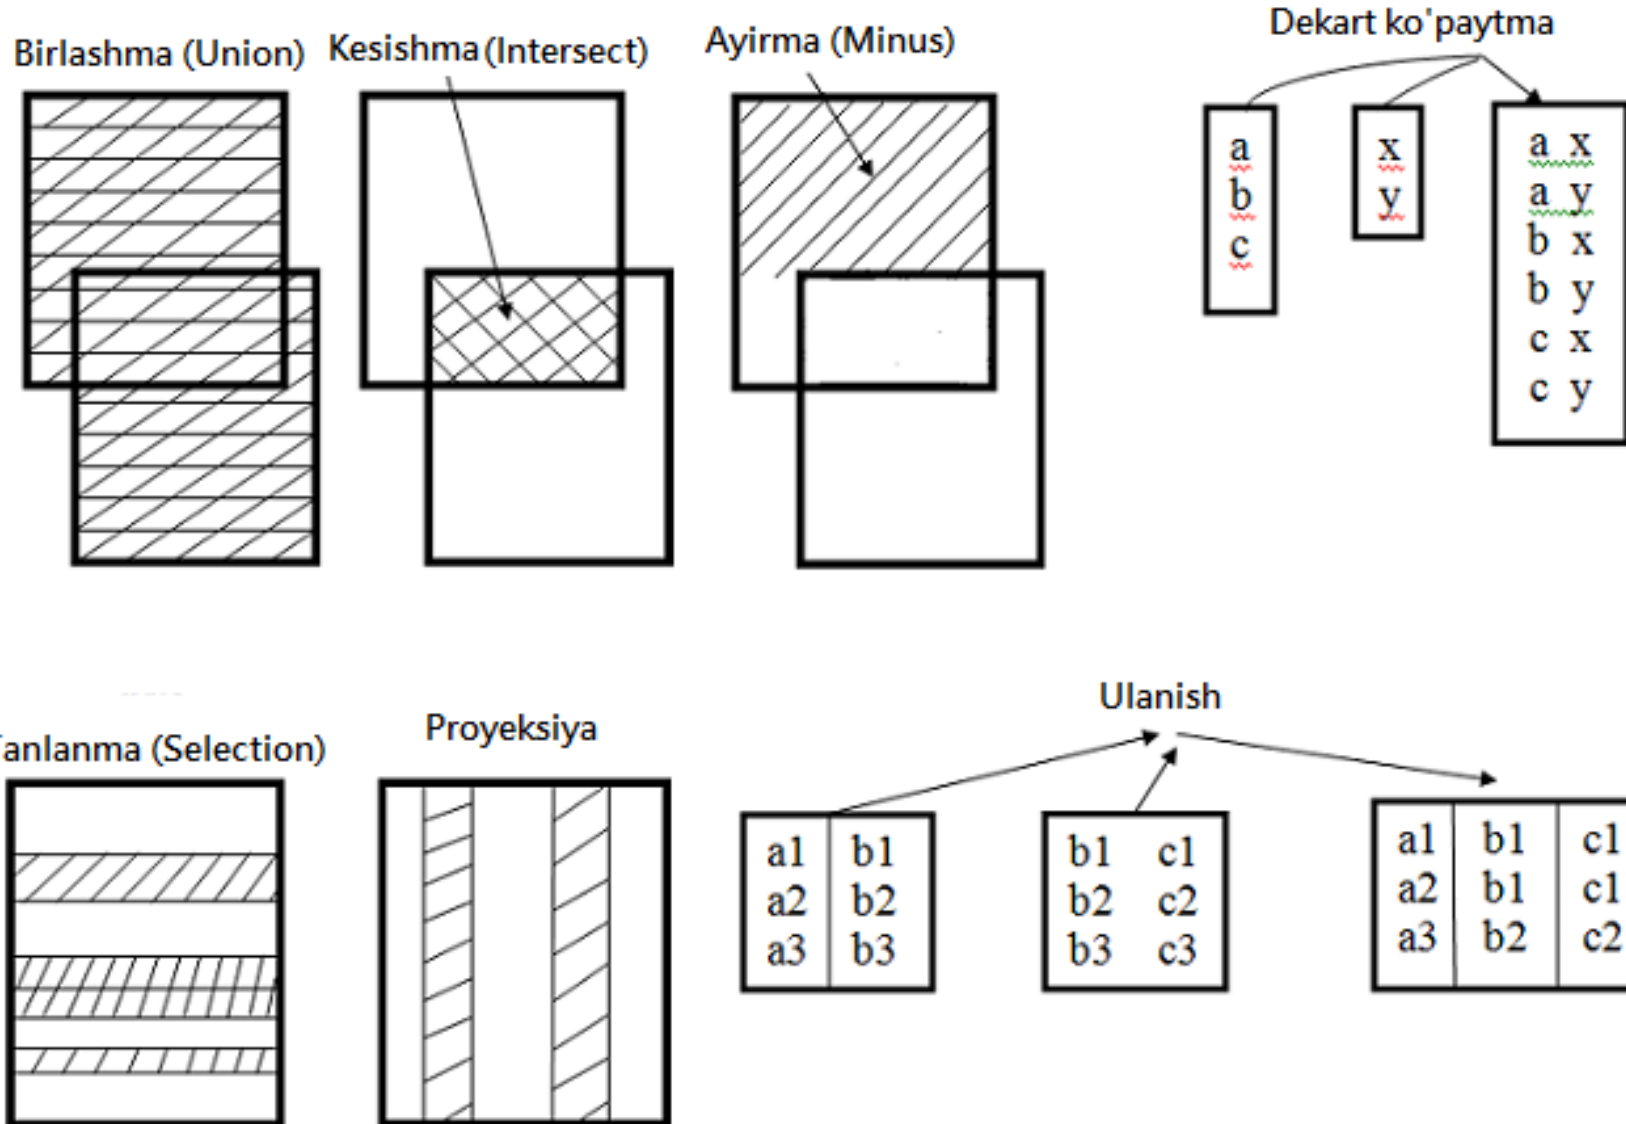 Birlashma (Union)
Kesishma (Intersect)
Ayirma (Minus)
Dekart ko'paytma
a
b
c
x
y
a x
a y
b x
b y
c x
c y
anlanma (Selection)
Proyeksiya
Ulanish
a1 b1
a2 b2
a3 b3
b1 c1
b2 c2
b3 c3
a1 b1 c1
a2 b1 c1
a3 b2 c2